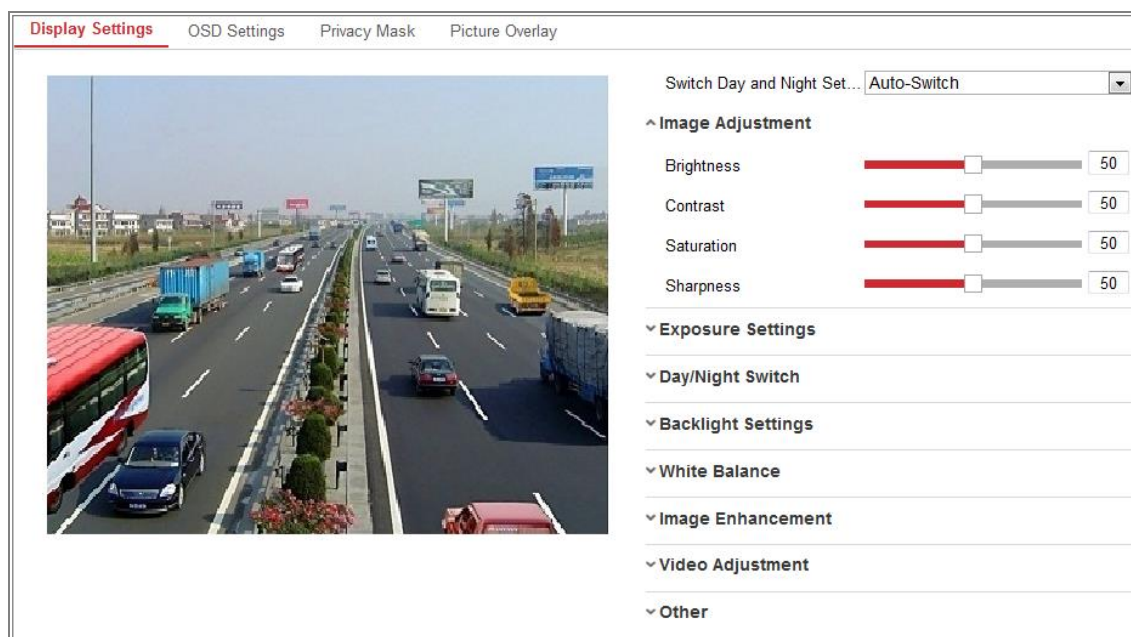 Display Settings OSD Settings Privacy Mask Picture Overlay
Switch Day and Night Set... Auto-Switch
Image Adjustment
Brightness 50
Contrast 50
Saturation 50
Sharpness 50
Exposure Settings
Day/Night Switch
Backlight Settings
White Balance
Image Enhancement
Video Adjustment
Other